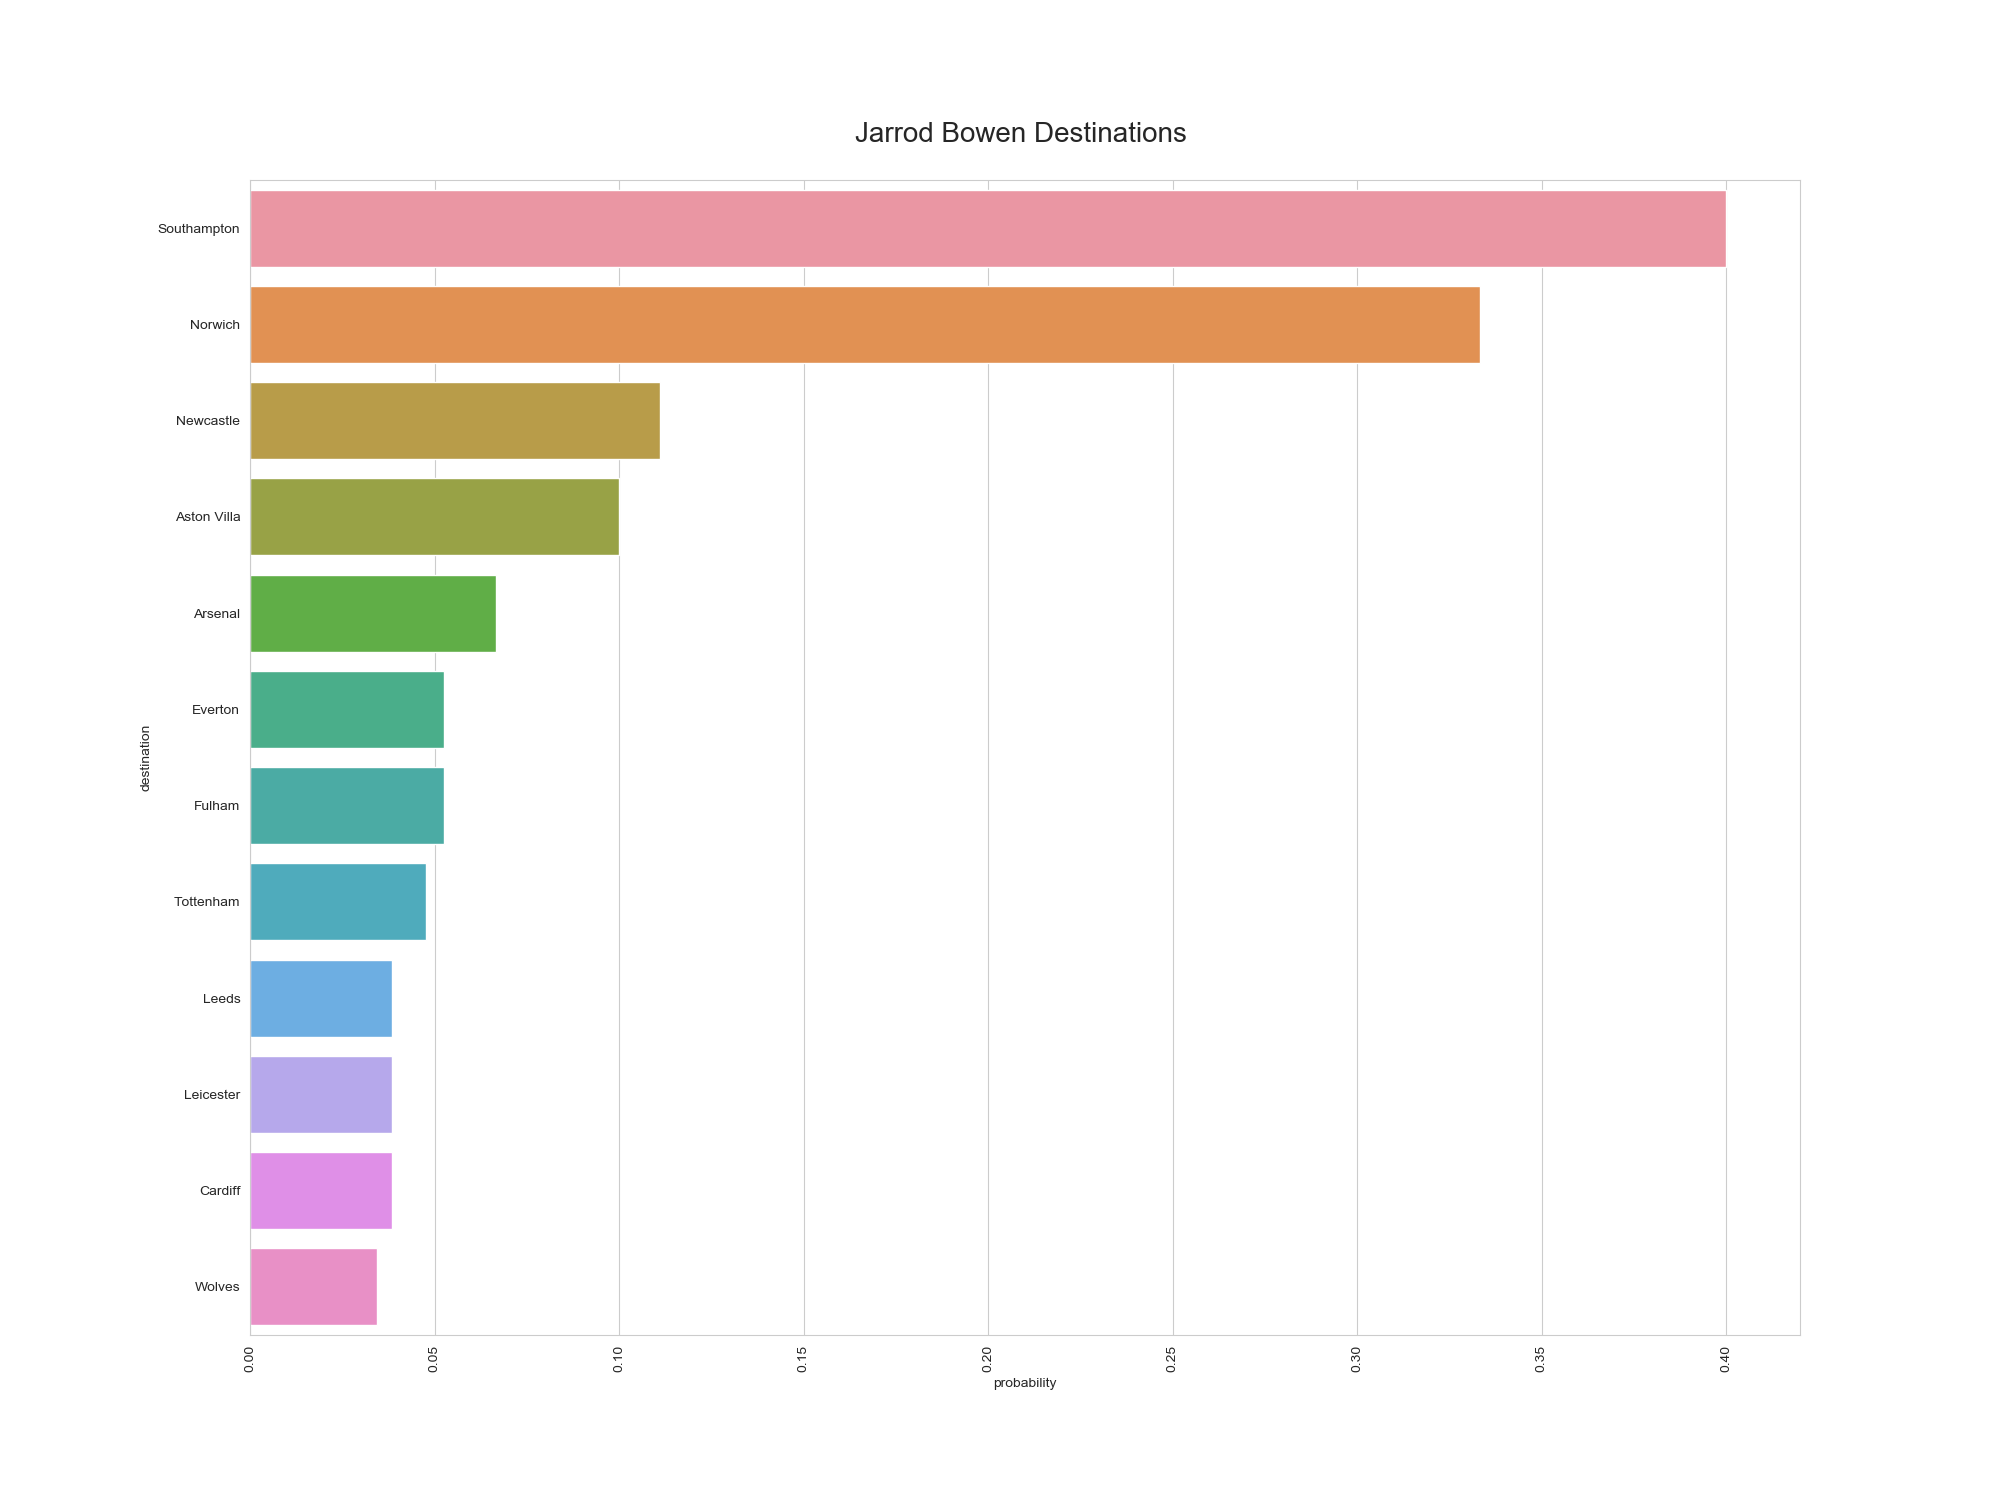 Jarrod Bowen Destinations
Southampton
Norwich
Newcastle
Aston Villa
Arsenal
Everton
Fulham
Tottenham
Leeds
Leicester
Cardiff
Wolves
destination
0.00 0.05 0.10 0.15 0.20 0.25 0.30 0.35 0.40
probability